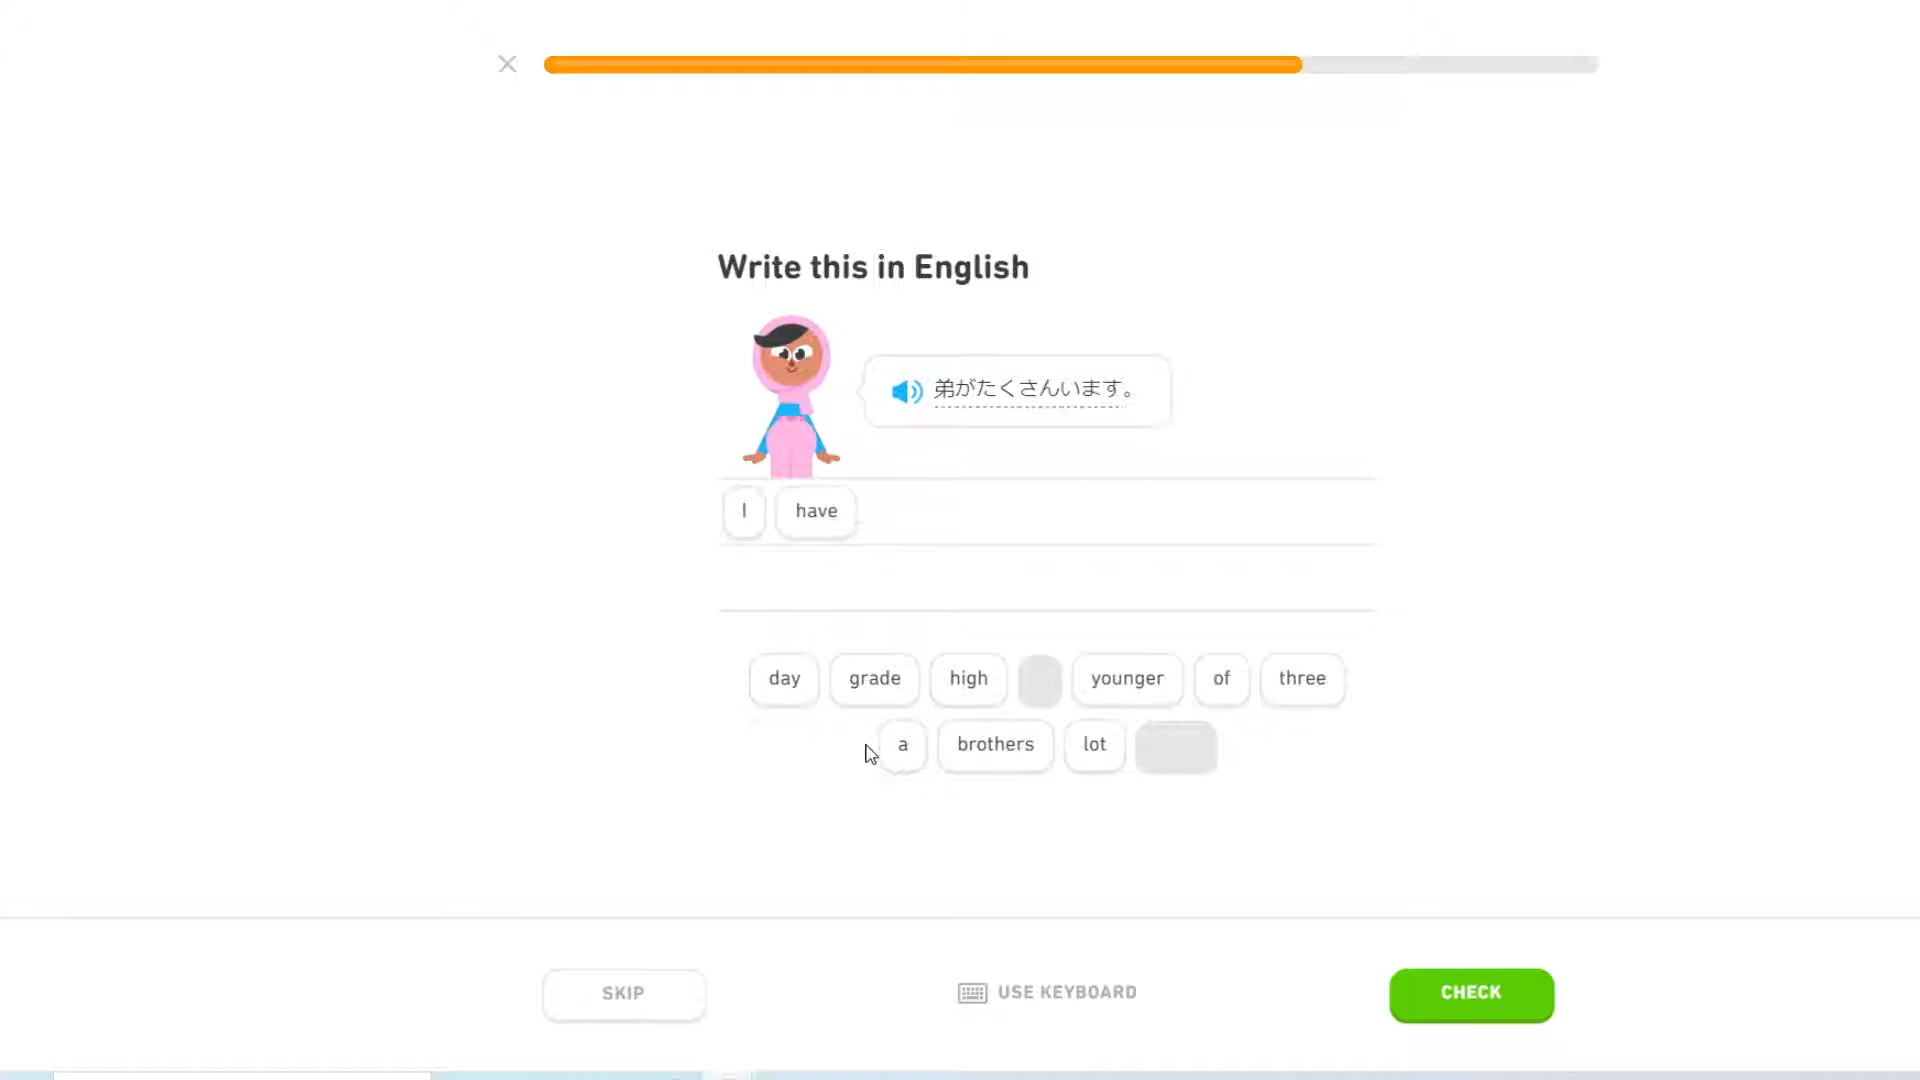 Write this in English
弟がたくさんいます。
I have
day grade high younger of three
a brothers lot
SKIP USE KEYBOARD CHECK